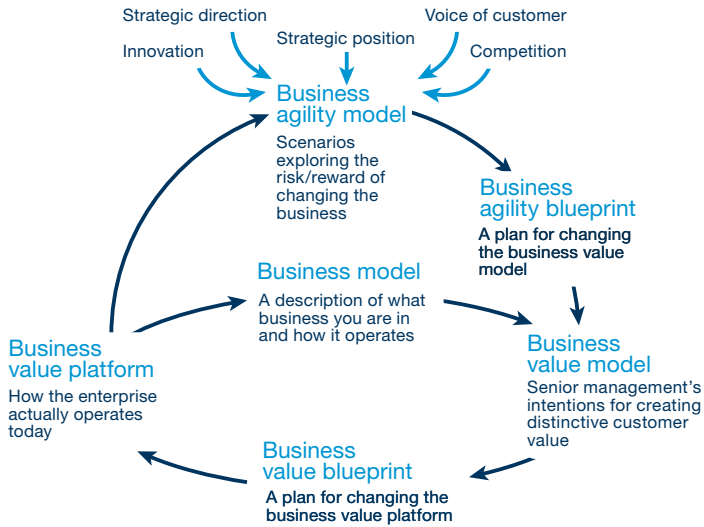 Strategic direction
Voice of customer
Innovation
Strategic position
Competition
Business
agility model
Scenarios
exploring the
risk/reward of
changing the
business
Business
agility blueprint
A plan for changing
the business value
model
Business model
A description of what
business you are in
and how it operates
Business
value model
Senior management's
intentions for creating
distinctive customer
value
Business
value platform
How the enterprise
actually operates
today
Business
value blueprint
A plan for changing the
business value platform